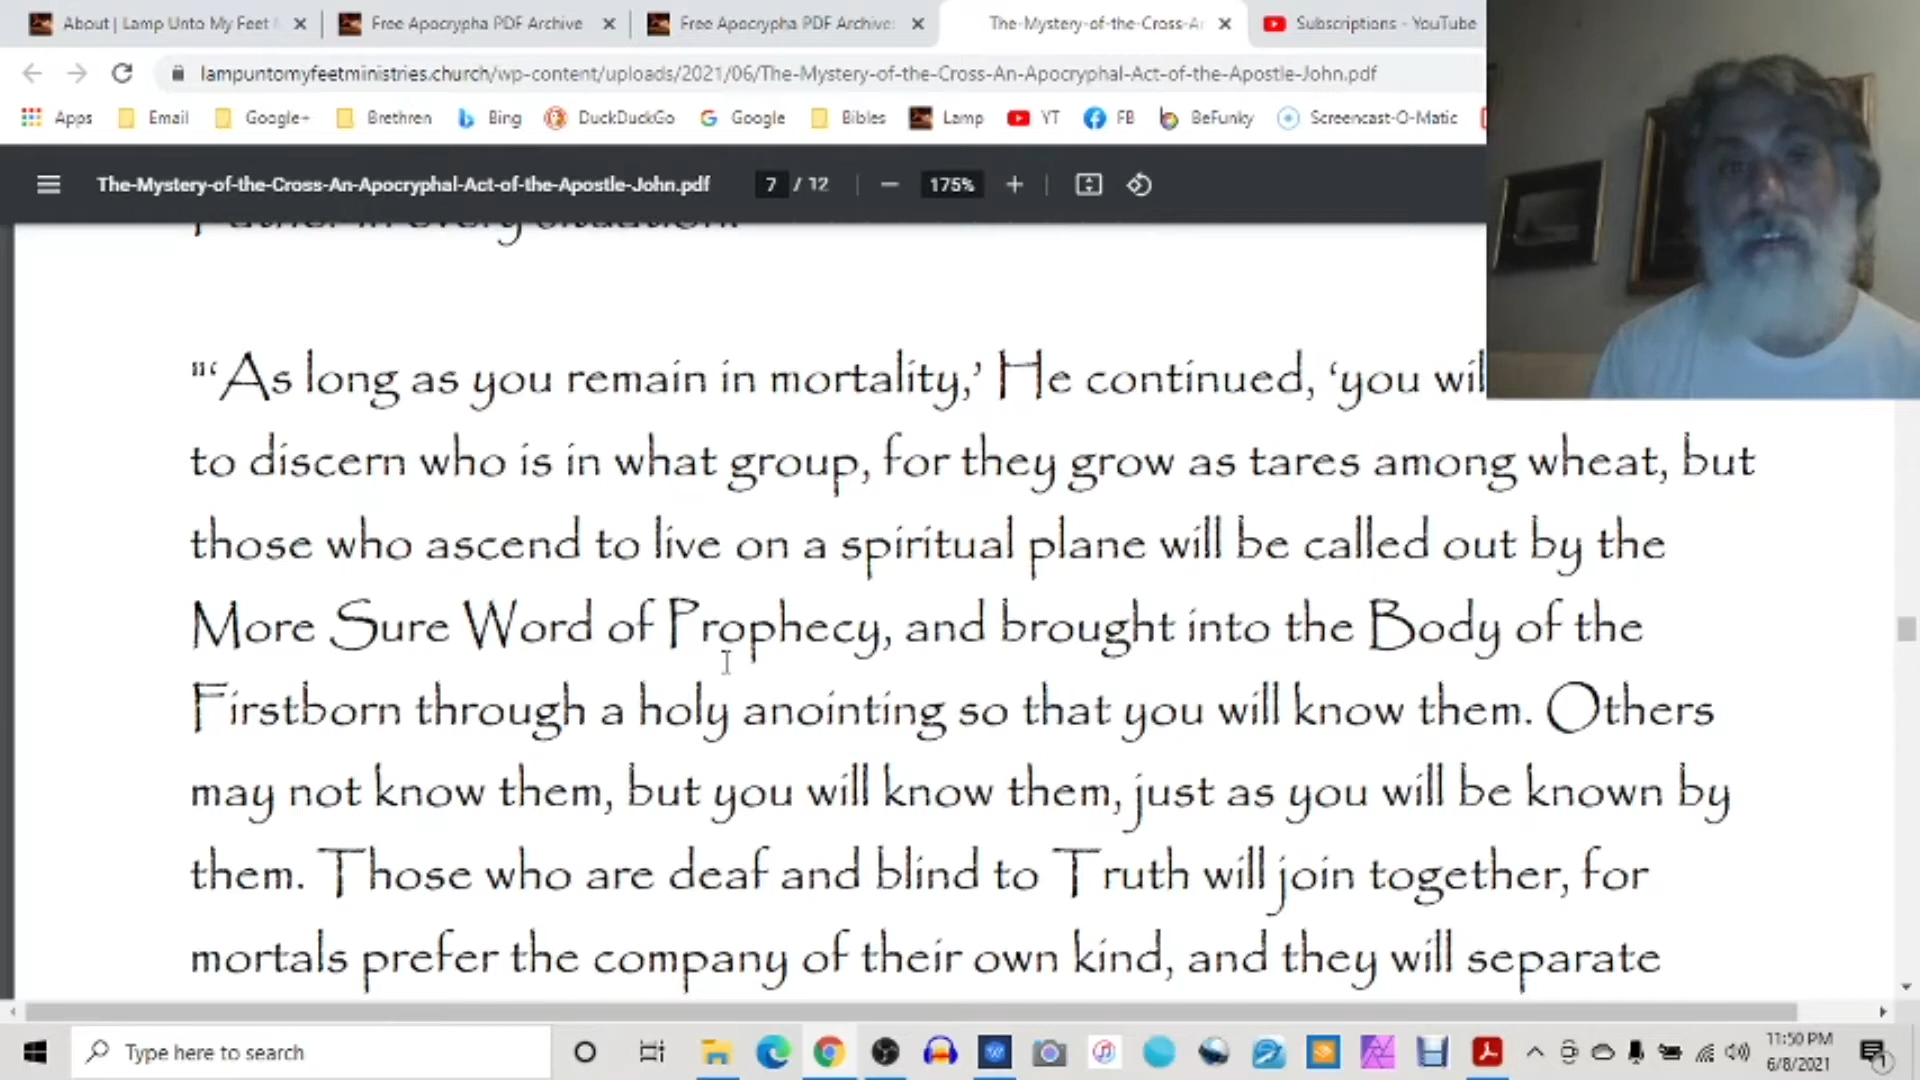 About | Lamp Unto My Feet
Free Apocrypha PDF Archive
Free Apocrypha PDF Archive
The-Mystery-of-the-Cross-A
Subscriptions - YouTube
lampuntomyfeetministries.church/wp-content/uploads/2021/06/The-Mystery-of-the-Cross-An-Apocryphal-Act-of-the-Apostle-John.pdf
Apps Email Google+ Brethren Bing DuckDuckGo Google Bibles Lamp YT FB BeFunky Screencast-O-Matic
The-Mystery-of-the-Cross-An-Apocryphal-Act-of-the-Apostle-John.pdf 7 / 12 175%
in every situation.
"‘As long as you remain in mortality,’ He continued, ‘you wil
to discern who is in what group, for they grow as tares among wheat, but
those who ascend to live on a spiritual plane will be called out by the
More Sure Word of Prophecy, and brought into the Body of the
Firstborn through a holy anointing so that you will know them. Others
may not know them, but you will know them, just as you will be known by
them. Those who are deaf and blind to Truth will join together, for
mortals prefer the company of their own kind, and they will separate
Type here to search
11:50 PM
6/8/2021